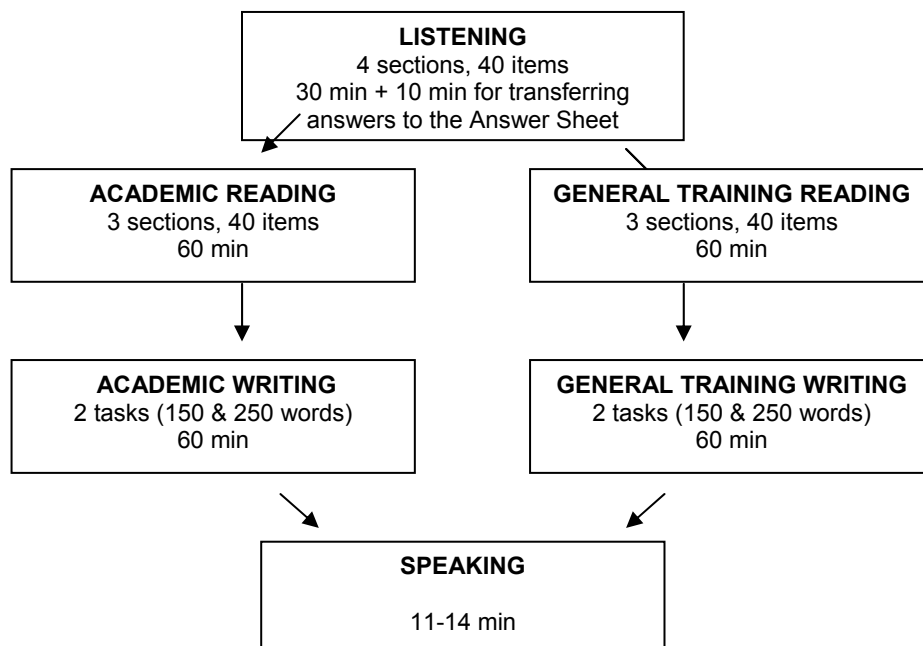 LISTENING
4 sections, 40 items
30 min + 10 min for transferring
answers to the Answer Sheet
ACADEMIC READING
3 sections, 40 items
60 min
GENERAL TRAINING READING
3 sections, 40 items
60 min
ACADEMIC WRITING
2 tasks (150 & 250 words)
60 min
GENERAL TRAINING WRITING
2 tasks (150 & 250 words)
60 min
SPEAKING
11-14 min